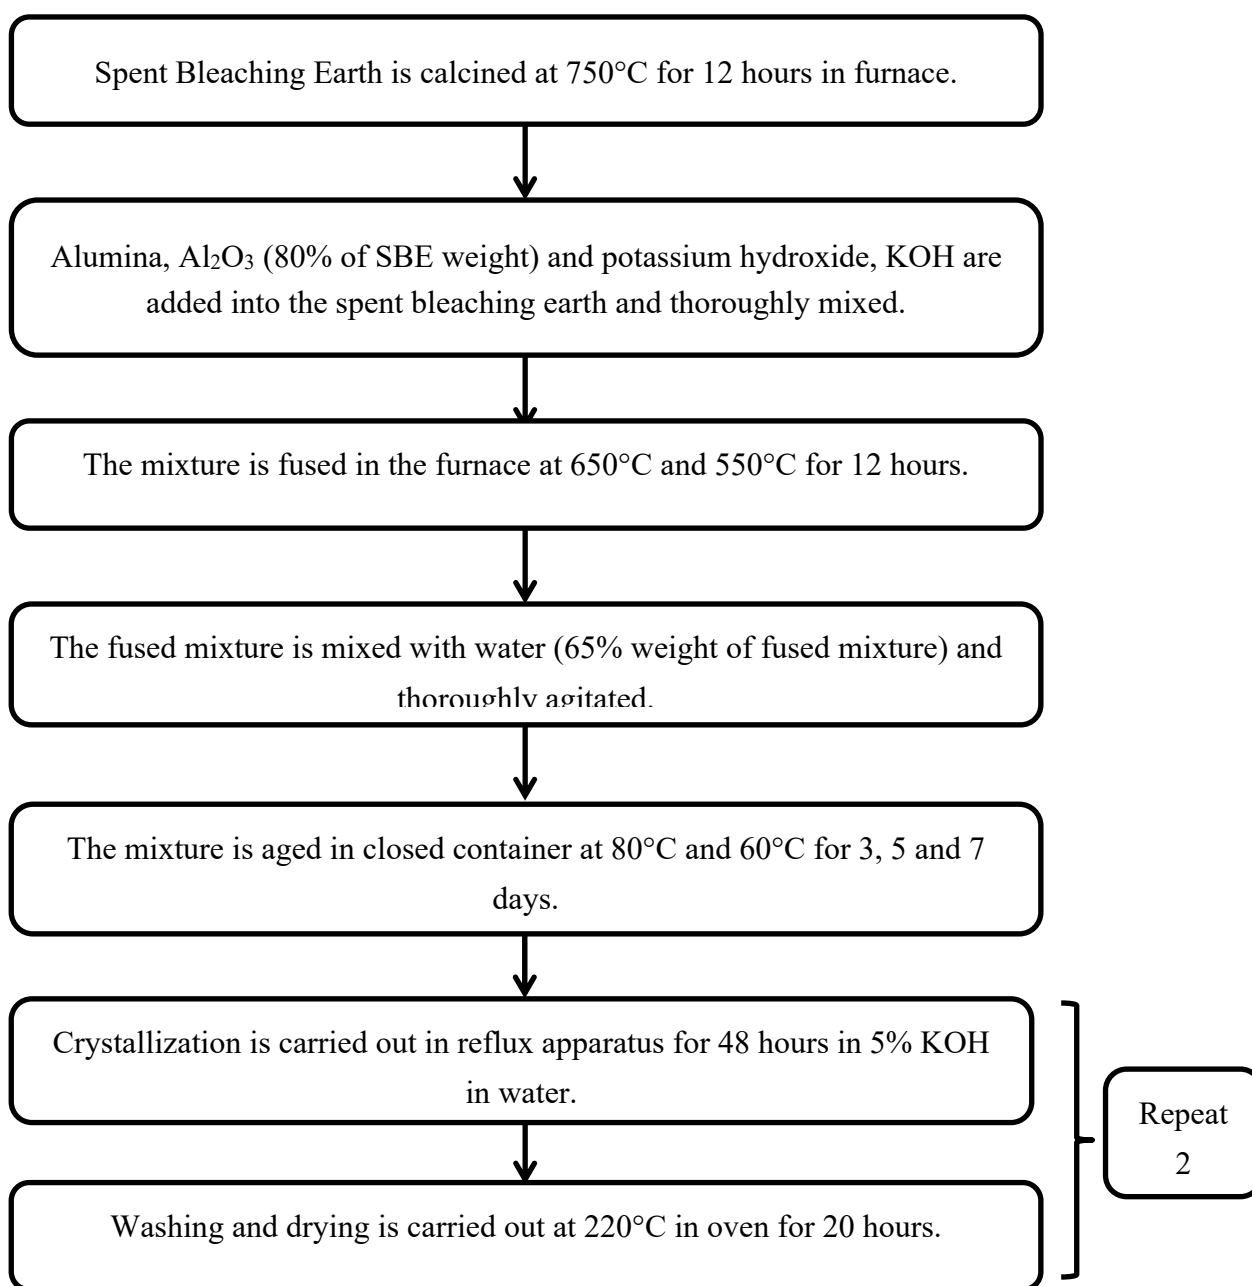 Spent Bleaching Earth is calcined at 750°C for 12 hours in furnace.
Alumina, Al₂O₃ (80% of SBE weight) and potassium hydroxide, KOH are
added into the spent bleaching earth and thoroughly mixed.
The mixture is fused in the furnace at 650°C and 550°C for 12 hours.
The fused mixture is mixed with water (65% weight of fused mixture) and
thoroughly agitated.
The mixture is aged in closed container at 80°C and 60°C for 3, 5 and 7
days.
Crystallization is carried out in reflux apparatus for 48 hours in 5% KOH
in water.
Repeat
2
Washing and drying is carried out at 220°C in oven for 20 hours.